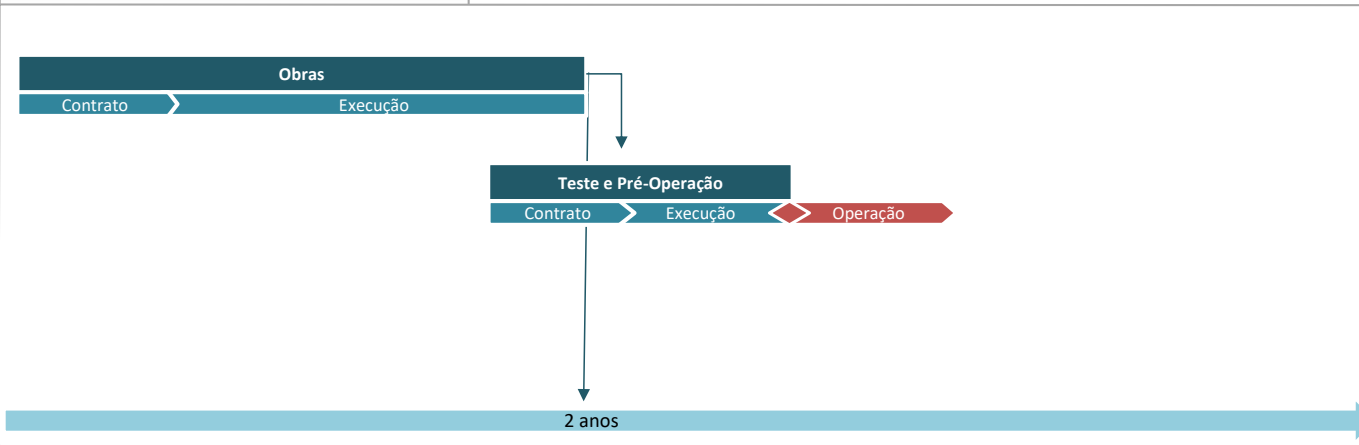 Obras
Contrato Execução
Teste e Pré-Operação
Contrato Execução Operação
2 anos